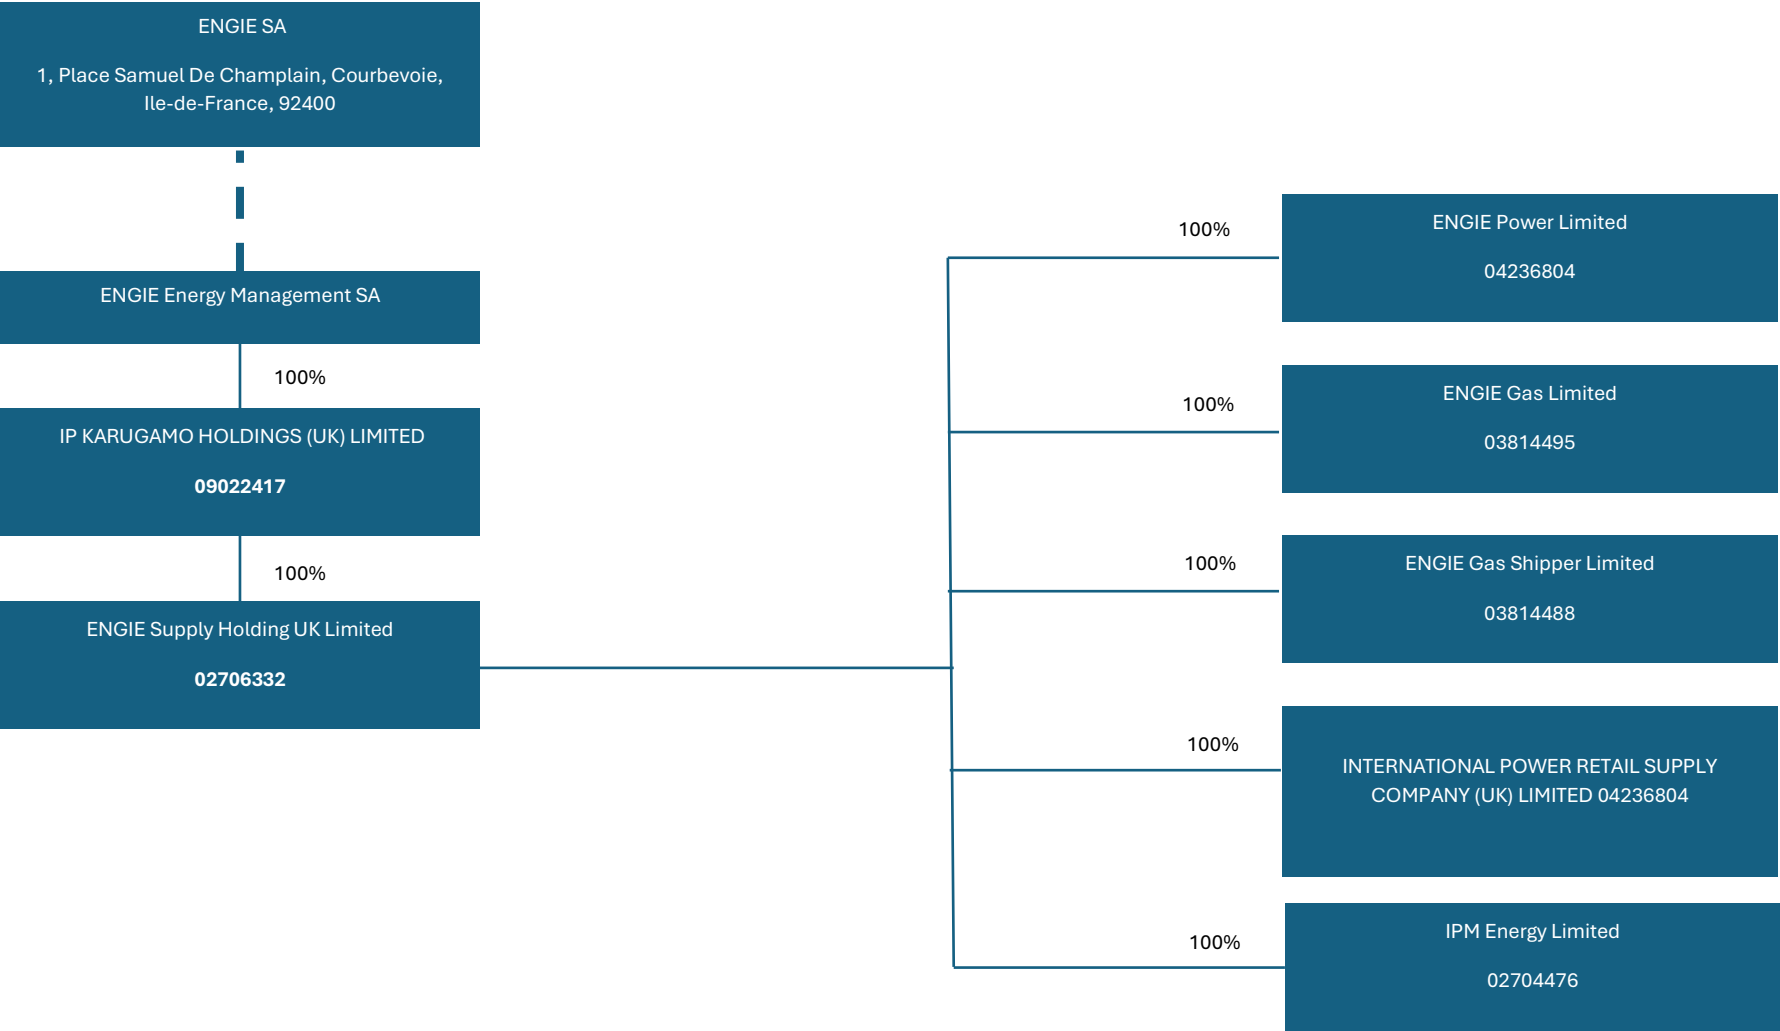 ENGIE SA
1, Place Samuel De Champlain, Courbevoie,
Ile-de-France, 92400
ENGIE Energy Management SA
100%
IP KARUGAMO HOLDINGS (UK) LIMITED
09022417
100%
ENGIE Supply Holding UK Limited
02706332
100%
ENGIE Power Limited
04236804
100%
ENGIE Gas Limited
03814495
100%
ENGIE Gas Shipper Limited
03814488
100%
INTERNATIONAL POWER RETAIL SUPPLY
COMPANY (UK) LIMITED 04236804
100%
IPM Energy Limited
02704476